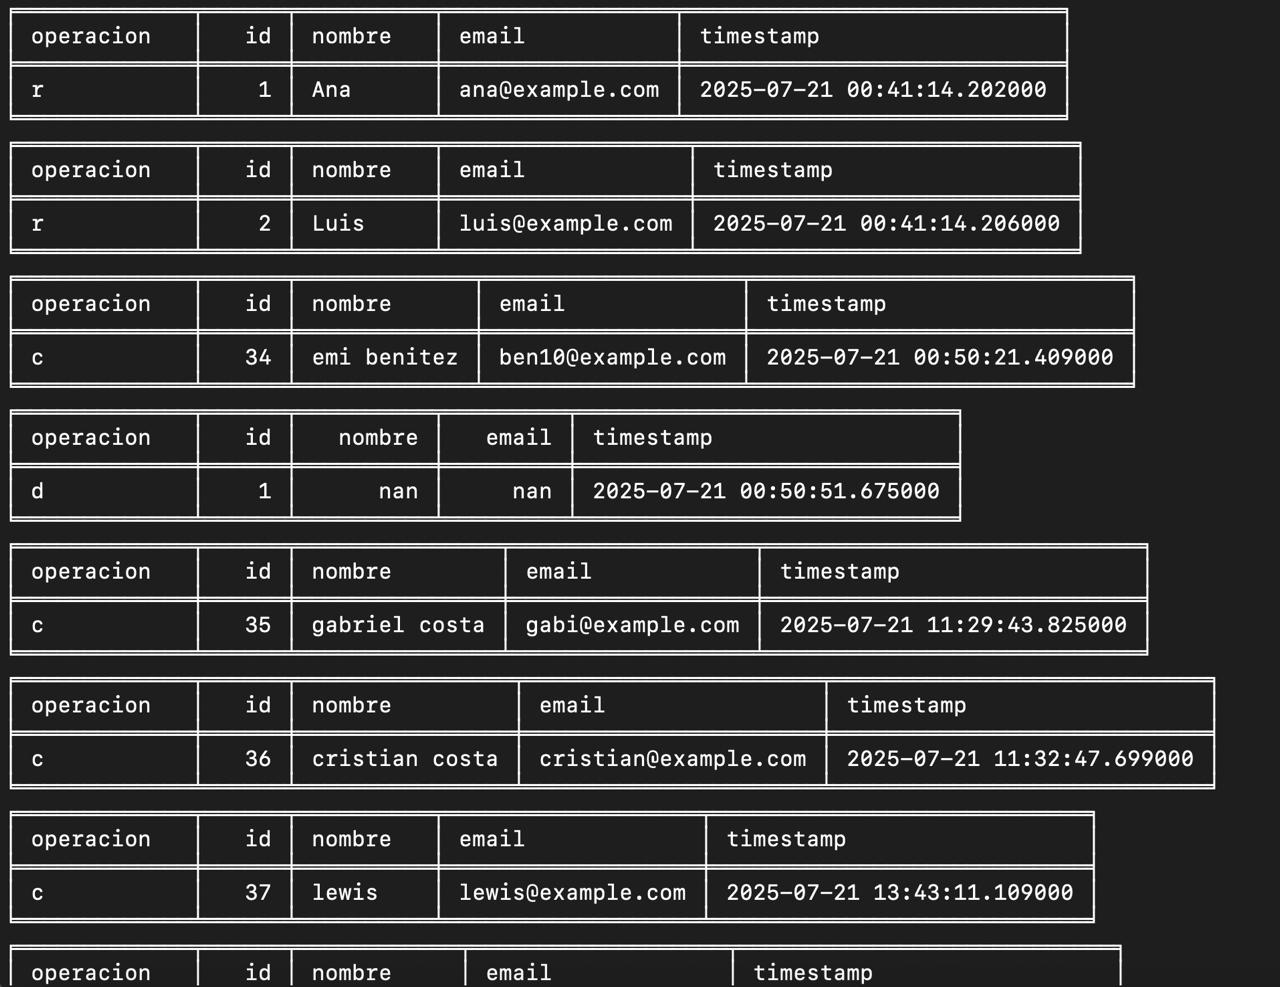 operacion id nombre email timestamp
r 1 Ana ana@example.com 2025-07-21 00:41:14.202000
operacion id nombre email timestamp
r 2 Luis luis@example.com 2025-07-21 00:41:14.206000
operacion id nombre email timestamp
c 34 emi benitez ben10@example.com 2025-07-21 00:50:21.409000
operacion id nombre email timestamp
d 1 nan nan 2025-07-21 00:50:51.675000
operacion id nombre email timestamp
c 35 gabriel costa gabi@example.com 2025-07-21 11:29:43.825000
operacion id nombre email timestamp
c 36 cristian costa cristian@example.com 2025-07-21 11:32:47.699000
operacion id nombre email timestamp
c 37 lewis lewis@example.com 2025-07-21 13:43:11.109000
operacion id nombre email timestamp